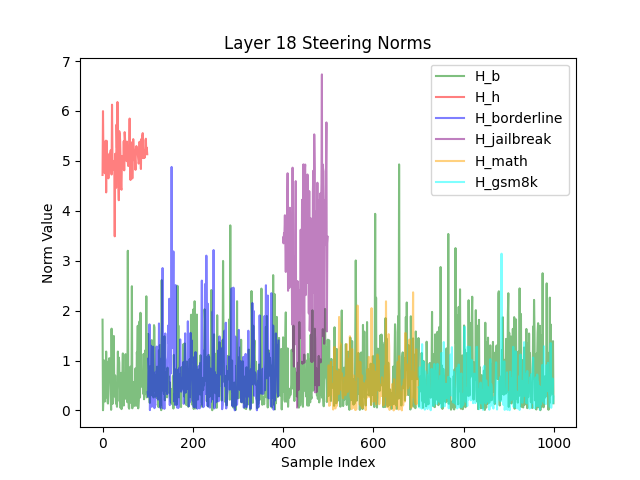 Layer 18 Steering Norms
7
6
5
4
3
2
1
0
Norm Value
0
200
400
600
800
1000
Sample Index
H_b
H_h
H_borderline
H_jailbreak
H_math
H_gsm8k